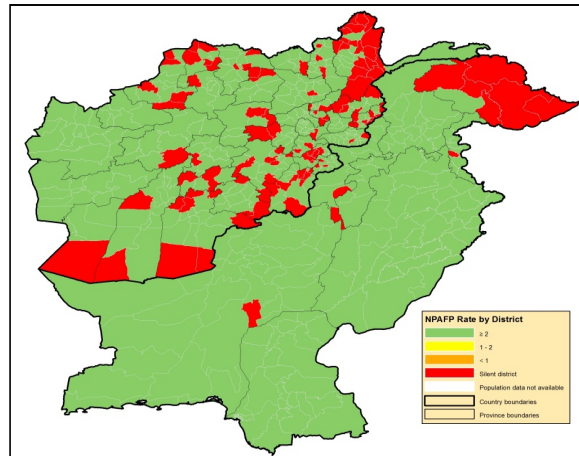 NPAFP Rate by District
≥ 2
1 - 2
< 1
Silent district
Population data not available
Country boundaries
Province boundaries